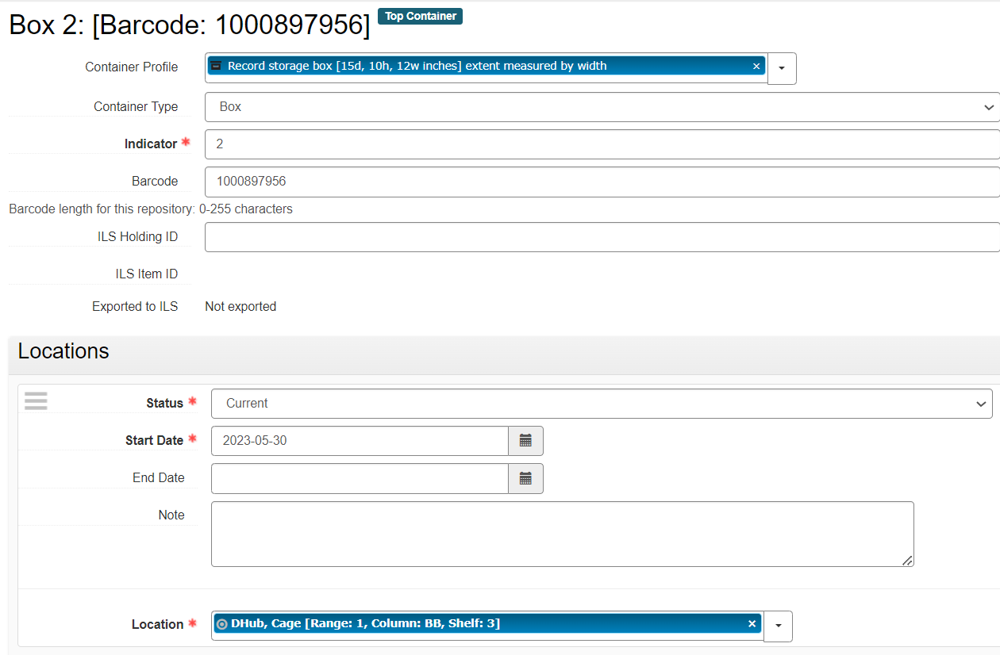 Box 2: [Barcode: 1000897956] Top Container
Container Profile Record storage box [15d, 10h, 12w inches] extent measured by width ×
Container Type Box
Indicator * 2
Barcode 1000897956
Barcode length for this repository: 0-255 characters
ILS Holding ID
ILS Item ID
Exported to ILS Not exported
Locations
Status * Current
Start Date * 2023-05-30
End Date
Note
Location * DHub, Cage [Range: 1, Column: BB, Shelf: 3] ×